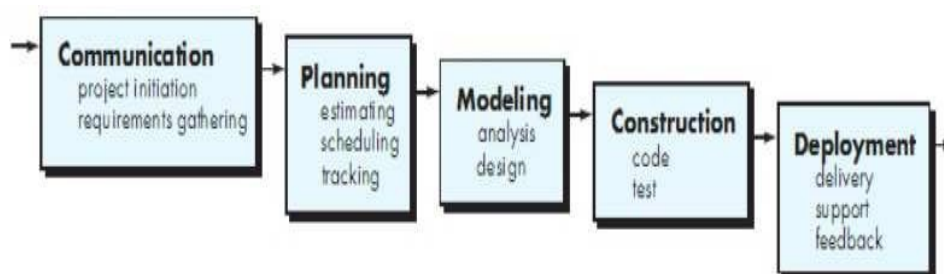 Communication
project initiation
requirements gathering
Planning
estimating
scheduling
tracking
Modeling
analysis
design
Construction
code
test
Deployment
delivery
support
feedback